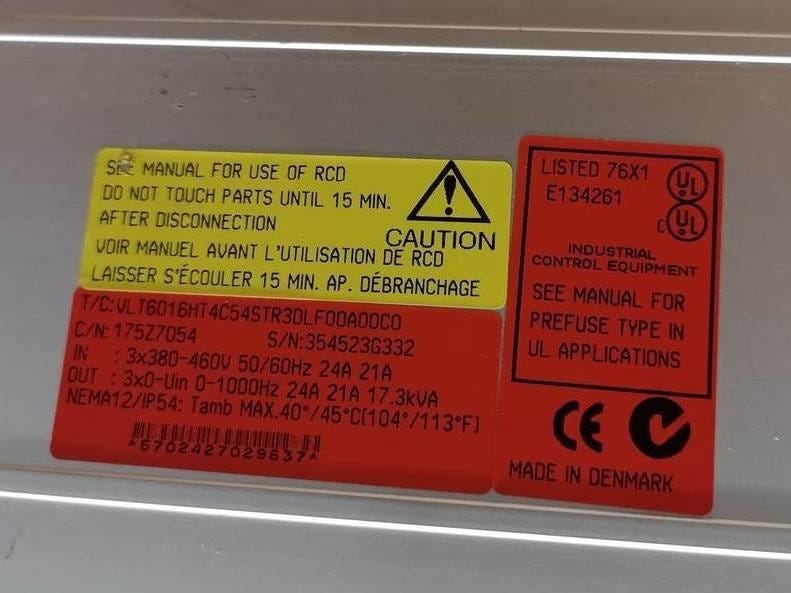 SEE MANUAL FOR USE OF RCD
DO NOT TOUCH PARTS UNTIL 15 MIN.
AFTER DISCONNECTION
CAUTION
VOIR MANUEL AVANT L'UTILISATION DE RCD
LAISSER S'ÉCOULER 15 MIN. AP. DÉBRANCHAGE
T/C:VLT6016HT4C54STR3DLF00A00C0
C/N: 175Z7054 S/N:354523G332
IN : 3x380-460V 50/60Hz 24A 21A
OUT : 3x0-Uin 0-1000Hz 24A 21A 17.3kVA
NEMA12/IP54: Tamb MAX.40°/45°C(104°/113°F)
A5702427029637A
LISTED 76X1
E134261
UL
C UL
INDUSTRIAL
CONTROL EQUIPMENT
SEE MANUAL FOR
PREFUSE TYPE IN
UL APPLICATIONS
CE
MADE IN DENMARK